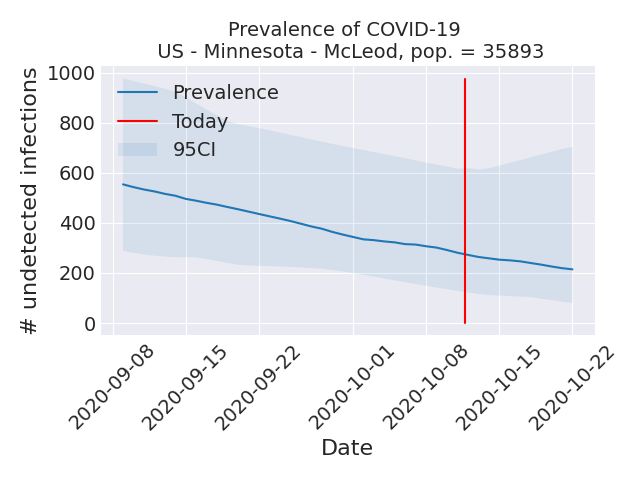 Prevalence of COVID-19
US - Minnesota - McLeod, pop. = 35893
# undetected infections
1000
800
600
400
200
0
Prevalence
Today
95CI
2020-09-08
2020-09-15
2020-09-22
2020-10-01
2020-10-08
2020-10-15
2020-10-22
Date